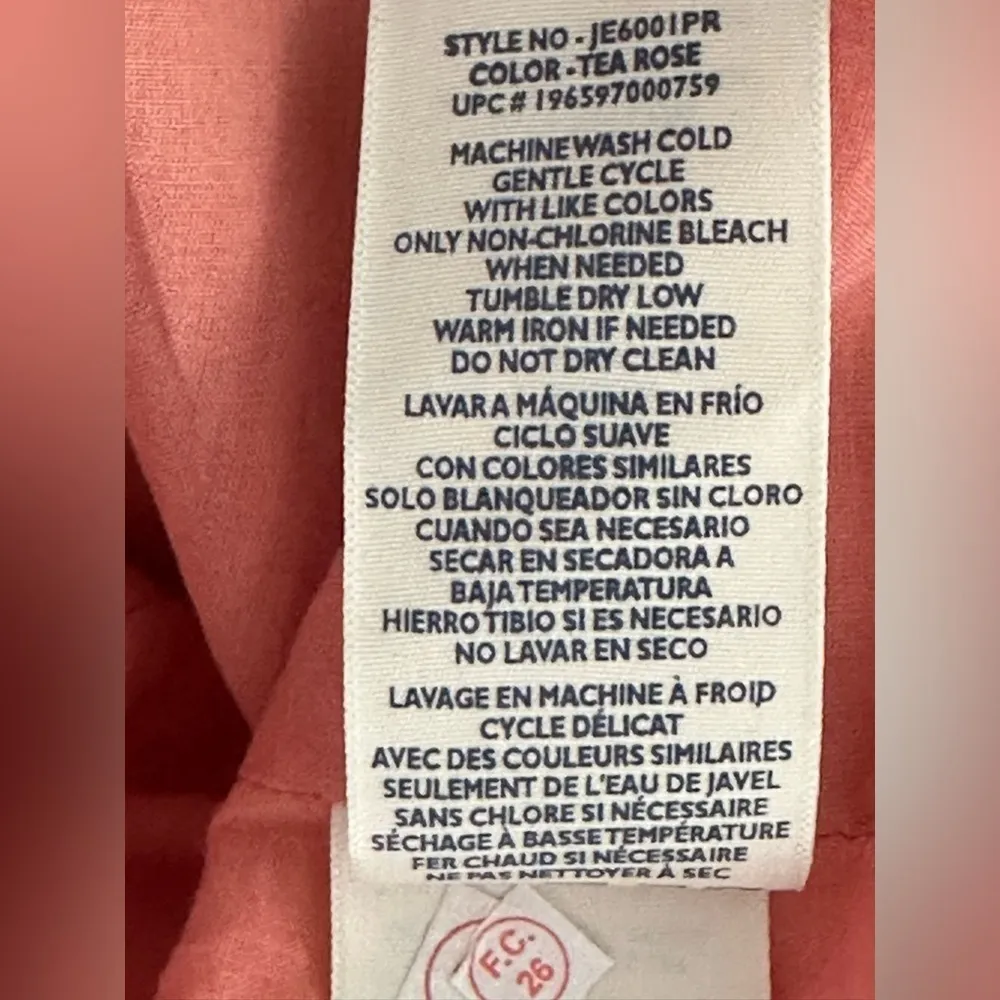 STYLE NO - JE6001PR
COLOR - TEA ROSE
UPC# 196597000759
MACHINE WASH COLD
GENTLE CYCLE
WITH LIKE COLORS
ONLY NON-CHLORINE BLEACH
WHEN NEEDED
TUMBLE DRY LOW
WARM IRON IF NEEDED
DO NOT DRY CLEAN
LAVAR A MÁQUINA EN FRÍO
CICLO SUAVE
CON COLORES SIMILARES
SOLO BLANQUEADOR SIN CLORO
CUANDO SEA NECESARIO
SECAR EN SECADORA A
BAJA TEMPERATURA
HIERRO TIBIO SI ES NECESARIO
NO LAVAR EN SECO
LAVAGE EN MACHINE À FROID
CYCLE DÉLICAT
AVEC DES COULEURS SIMILAIRES
SEULEMENT DE L'EAU DE JAVEL
SANS CHLORE SI NÉCESSAIRE
SÉCHAGE À BASSE TEMPÉRATURE
FER CHAUD SI NÉCESSAIRE
NE PAS NETTOYER À SEC
F.C.
26